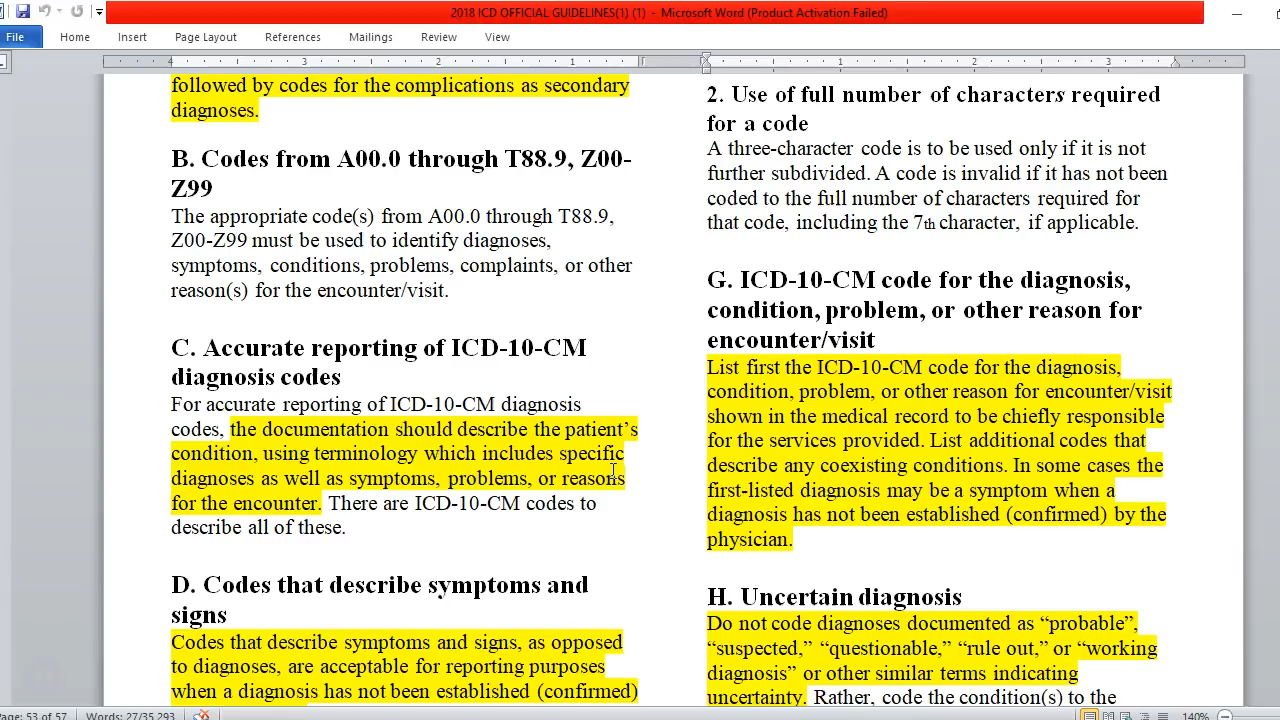 2018 ICD OFFICIAL GUIDELINES(1) (1) - Microsoft Word (Product Activation Failed)
File Home Insert Page Layout References Mailings Review View
4 3 2 1 1 2 3
followed by codes for the complications as secondary
diagnoses.
B. Codes from A00.0 through T88.9, Z00-
Z99
The appropriate code(s) from A00.0 through T88.9,
Z00-Z99 must be used to identify diagnoses,
symptoms, conditions, problems, complaints, or other
reason(s) for the encounter/visit.
C. Accurate reporting of ICD-10-CM
diagnosis codes
For accurate reporting of ICD-10-CM diagnosis
codes, the documentation should describe the patient’s
condition, using terminology which includes specific
diagnoses as well as symptoms, problems, or reasons
for the encounter. There are ICD-10-CM codes to
describe all of these.
D. Codes that describe symptoms and
signs
Codes that describe symptoms and signs, as opposed
to diagnoses, are acceptable for reporting purposes
when a diagnosis has not been established (confirmed)
2. Use of full number of characters required
for a code
A three-character code is to be used only if it is not
further subdivided. A code is invalid if it has not been
coded to the full number of characters required for
that code, including the 7th character, if applicable.
G. ICD-10-CM code for the diagnosis,
condition, problem, or other reason for
encounter/visit
List first the ICD-10-CM code for the diagnosis,
condition, problem, or other reason for encounter/visit
shown in the medical record to be chiefly responsible
for the services provided. List additional codes that
describe any coexisting conditions. In some cases the
first-listed diagnosis may be a symptom when a
diagnosis has not been established (confirmed) by the
physician.
H. Uncertain diagnosis
Do not code diagnoses documented as “probable”,
“suspected,” “questionable,” “rule out,” or “working
diagnosis” or other similar terms indicating
uncertainty. Rather, code the condition(s) to the
Page: 53 of 57 Words: 27/35,293 140%